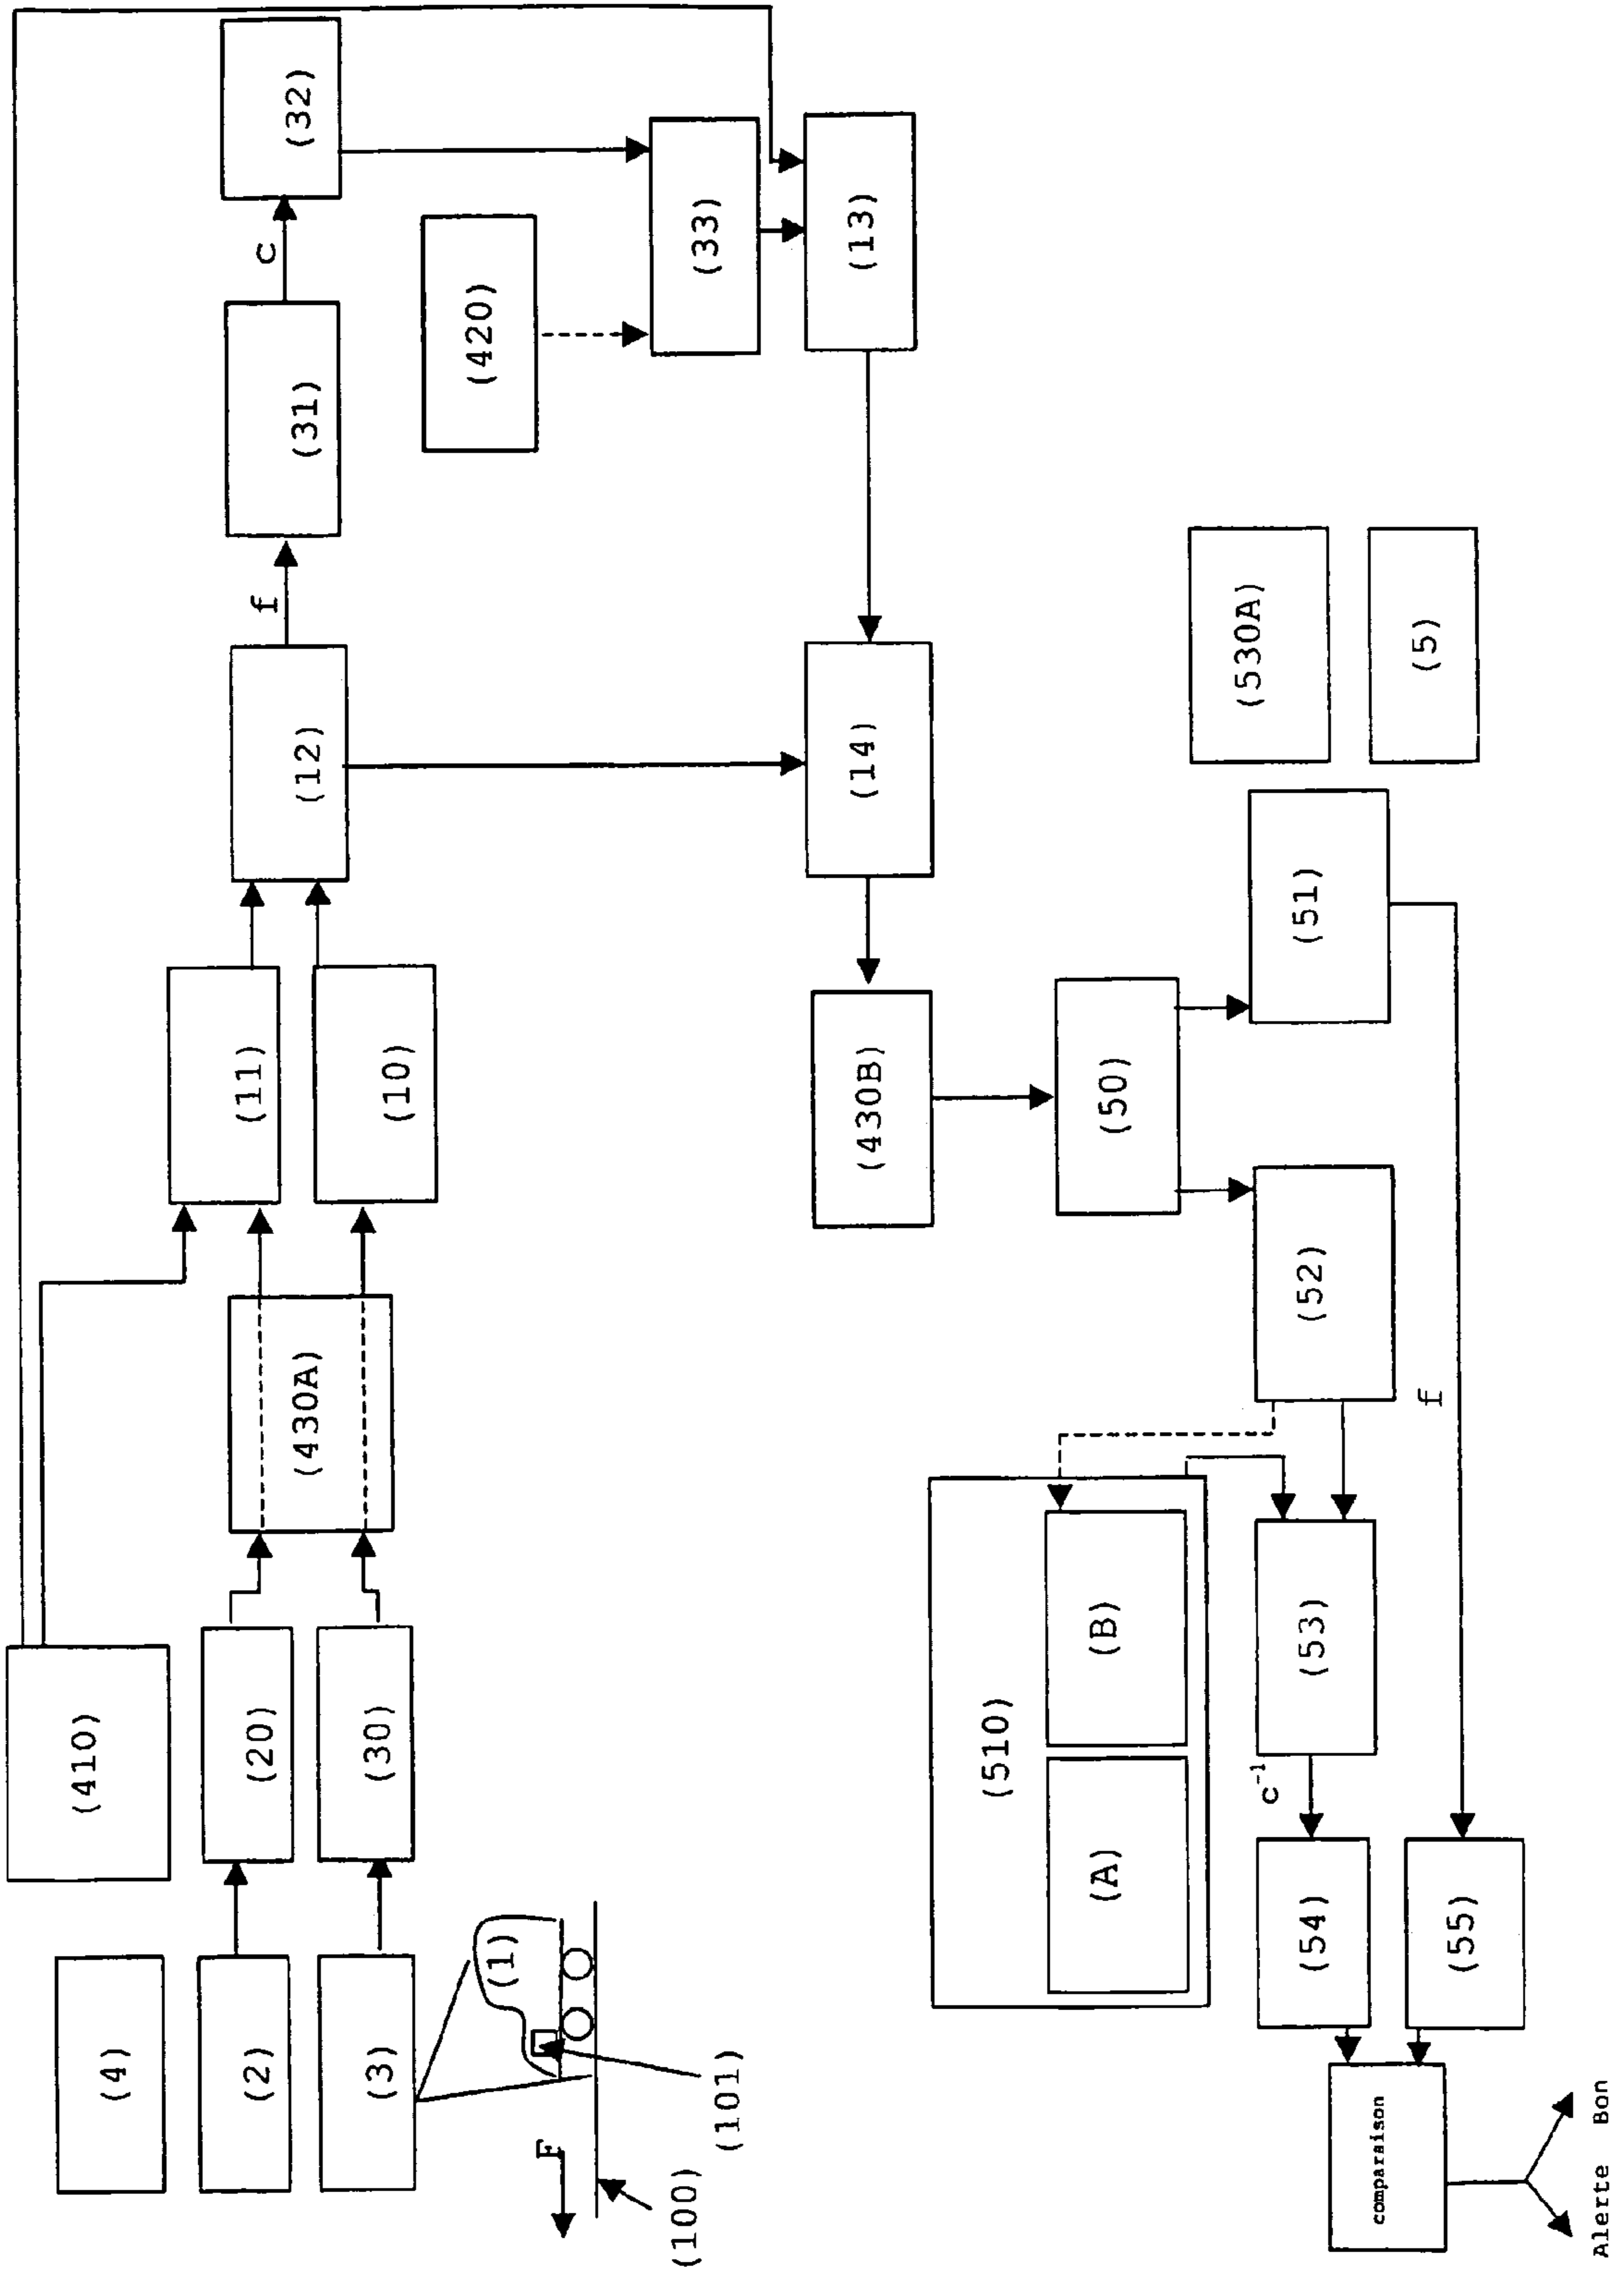 (4)
(410)
(2)
(20)
(3)
(30)
(430A)
(11)
(10)
(12)
f
(31)
c
(32)
(420)
(33)
(13)
(14)
(430B)
(1)
F
(100)
(101)
(50)
(51)
(52)
(530A)
(5)
(510)
(A)
(B)
(53)
c⁻¹
(54)
(55)
f
comparaison
Alerte Bon